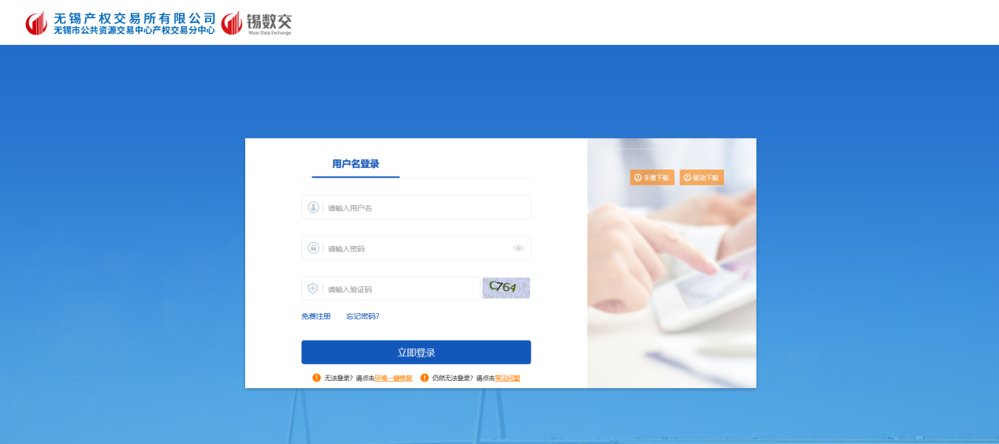 无锡产权交易所有限公司
无锡市公共资源交易中心产权交易分中心
锡数交
Wuxi Data Exchange
用户名登录
手册下载 驱动下载
请输入用户名
请输入密码
请输入验证码 C764
免费注册 忘记密码?
立即登录
无法登录？请点击环境一键修复 仍然无法登录？请点击常见问题